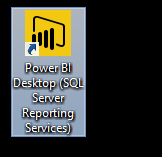 Power BI
Desktop (SQL
Server
Reporting
Services)